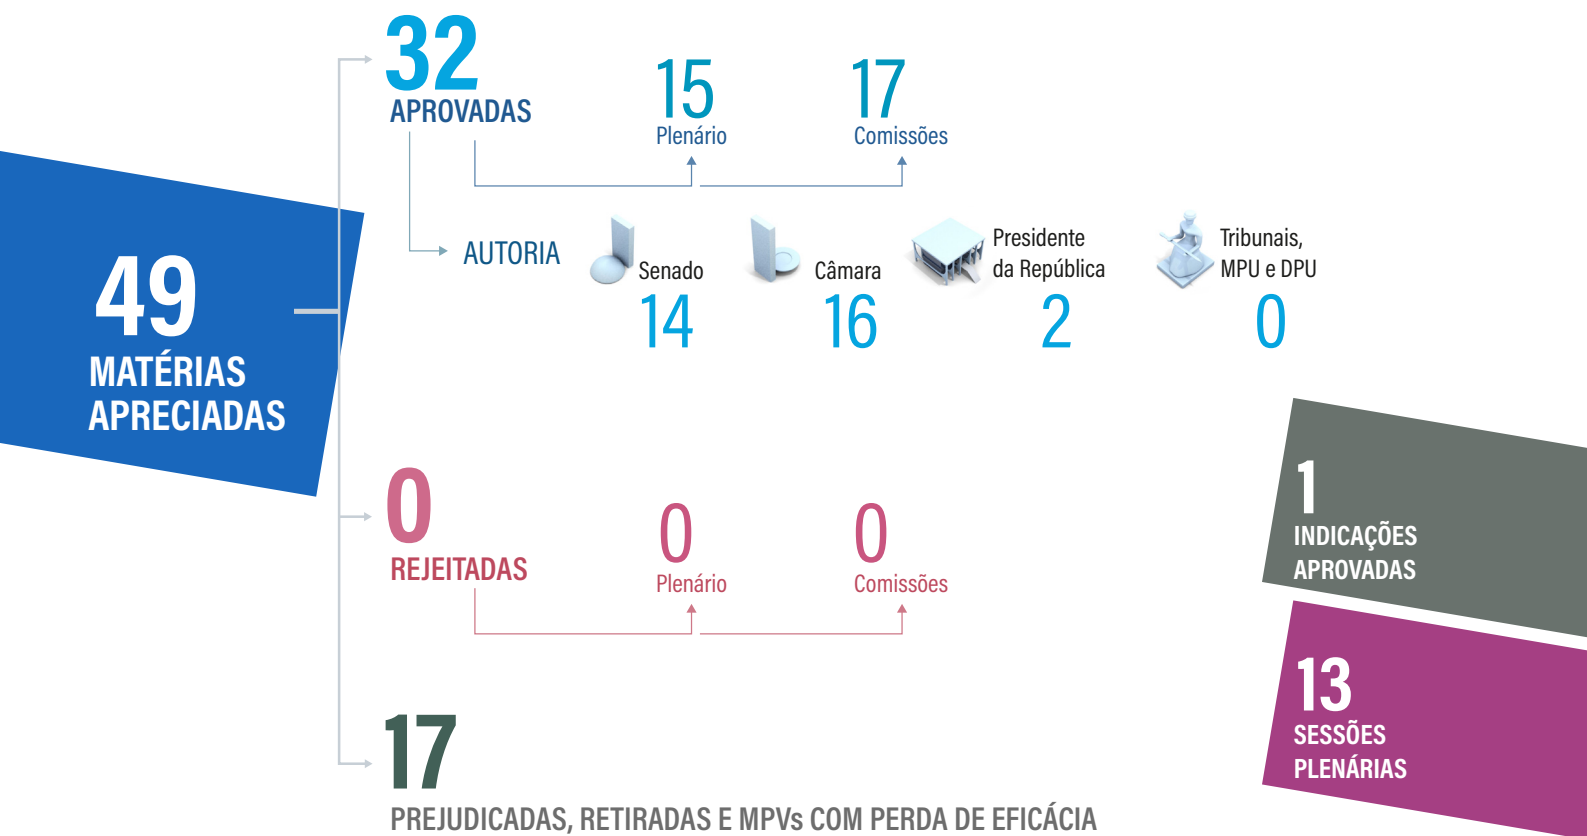 49
MATÉRIAS
APRECIADAS
32
APROVADAS
15
Plenário
17
Comissões
AUTORIA
Senado
14
Câmara
16
Presidente
da República
2
Tribunais,
MPU e DPU
0
0
REJEITADAS
0
Plenário
0
Comissões
17
PREJUDICADAS, RETIRADAS E MPVs COM PERDA DE EFICÁCIA
1
INDICAÇÕES
APROVADAS
13
SESSÕES
PLENÁRIAS